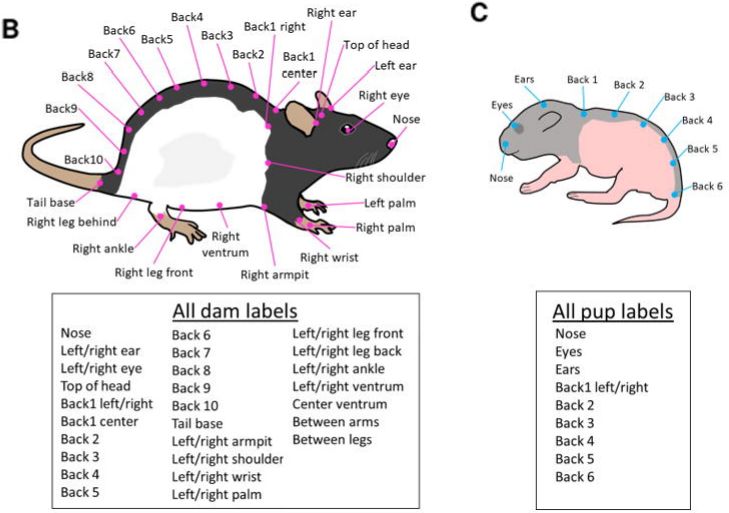 B
Back4
Right ear
Back6
Back5
Back3
Back1 right
Back7
Back2
Back1
center
Top of head
Left ear
Back8
Right eye
Back9
Nose
Back10
Right shoulder
Tail base
Left palm
Right leg behind
Right palm
Right ankle
Right
ventrum
Right wrist
Right leg front
Right armpit
All dam labels
Nose
Left/right ear
Left/right eye
Top of head
Back1 left/right
Back1 center
Back 2
Back 3
Back 4
Back 5
Back 6
Back 7
Back 8
Back 9
Back 10
Tail base
Left/right armpit
Left/right shoulder
Left/right wrist
Left/right palm
Left/right leg front
Left/right leg back
Left/right ankle
Left/right ventrum
Center ventrum
Between arms
Between legs
C
Ears
Back 1
Back 2
Eyes
Back 3
Back 4
Back 5
Nose
Back 6
All pup labels
Nose
Eyes
Ears
Back1 left/right
Back 2
Back 3
Back 4
Back 5
Back 6